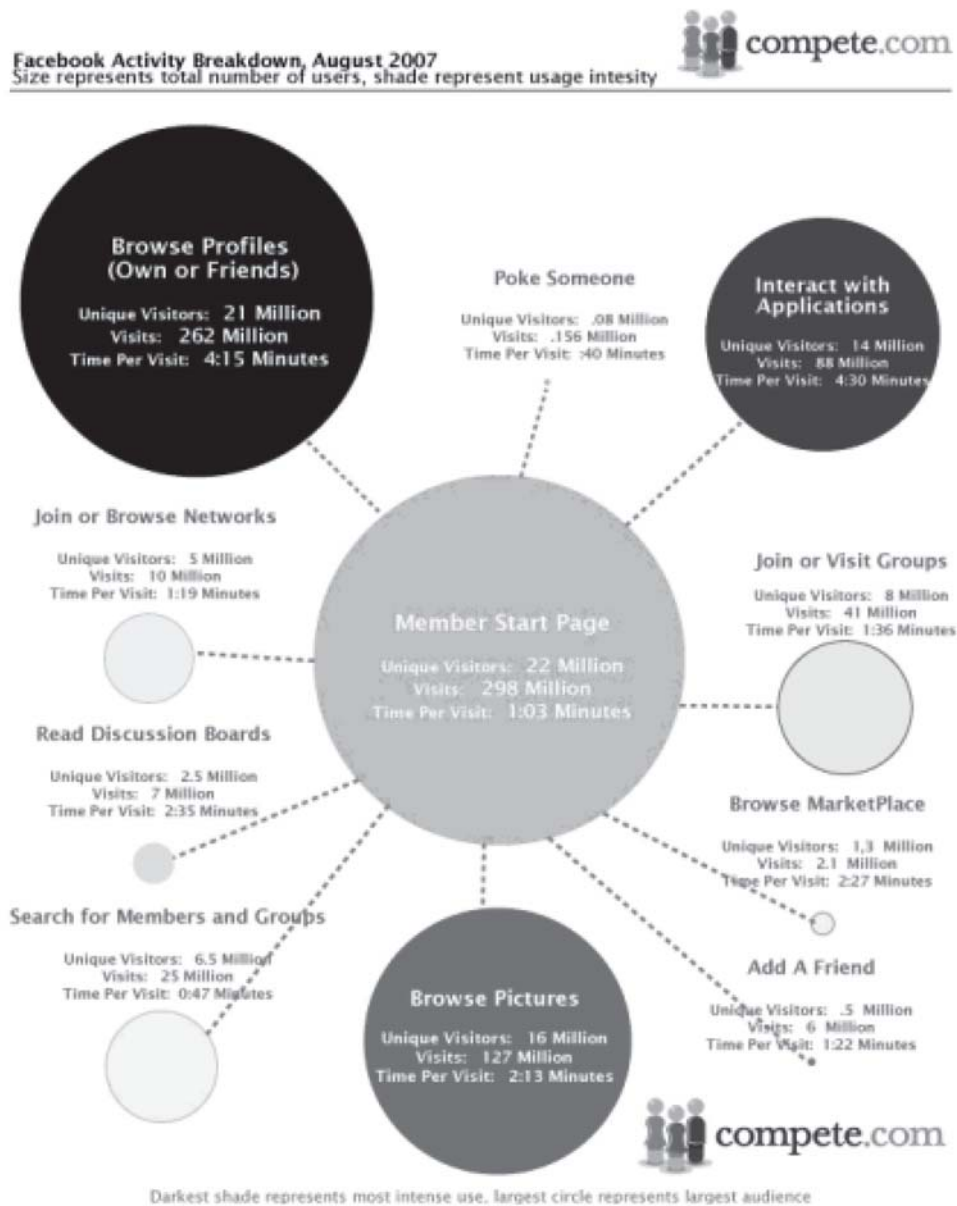 compete.com
Facebook Activity Breakdown, August 2007
Size represents total number of users, shade represent usage intesity
Browse Profiles
(Own or Friends)
Unique Visitors: 21 Million
Visits: 262 Million
Time Per Visit: 4:15 Minutes
Poke Someone
Unique Visitors: .08 Million
Visits: .156 Million
Time Per Visit: :40 Minutes
Interact with
Applications
Unique Visitors: 14 Million
Visits: 88 Million
Time Per Visit: 4:30 Minutes
Join or Browse Networks
Unique Visitors: 5 Million
Visits: 10 Million
Time Per Visit: 1:19 Minutes
Member Start Page
Unique Visitors: 22 Million
Visits: 298 Million
Time Per Visit: 1:03 Minutes
Join or Visit Groups
Unique Visitors: 8 Million
Visits: 41 Million
Time Per Visit: 1:36 Minutes
Read Discussion Boards
Unique Visitors: 2.5 Million
Visits: 7 Million
Time Per Visit: 2:35 Minutes
Browse MarketPlace
Unique Visitors: 1,3 Million
Visits: 2.1 Million
Time Per Visit: 2:27 Minutes
Search for Members and Groups
Unique Visitors: 6.5 Million
Visits: 25 Million
Time Per Visit: 0:47 Minutes
Browse Pictures
Unique Visitors: 16 Million
Visits: 127 Million
Time Per Visit: 2:13 Minutes
Add A Friend
Unique Visitors: .5 Million
Visits: 6 Million
Time Per Visit: 1:22 Minutes
compete.com
Darkest shade represents most intense use, largest circle represents largest audience